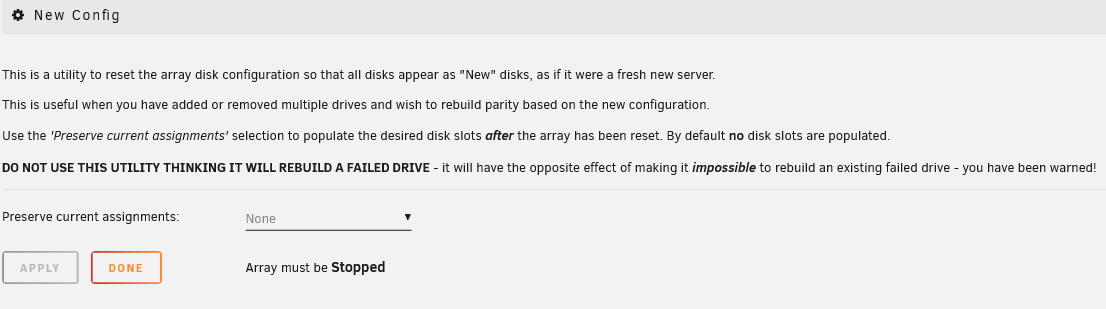 New Config
This is a utility to reset the array disk configuration so that all disks appear as "New" disks, as if it were a fresh new server.
This is useful when you have added or removed multiple drives and wish to rebuild parity based on the new configuration.
Use the 'Preserve current assignments' selection to populate the desired disk slots after the array has been reset. By default no disk slots are populated.
DO NOT USE THIS UTILITY THINKING IT WILL REBUILD A FAILED DRIVE - it will have the opposite effect of making it impossible to rebuild an existing failed drive - you have been warned!
Preserve current assignments: None
APPLY DONE Array must be Stopped